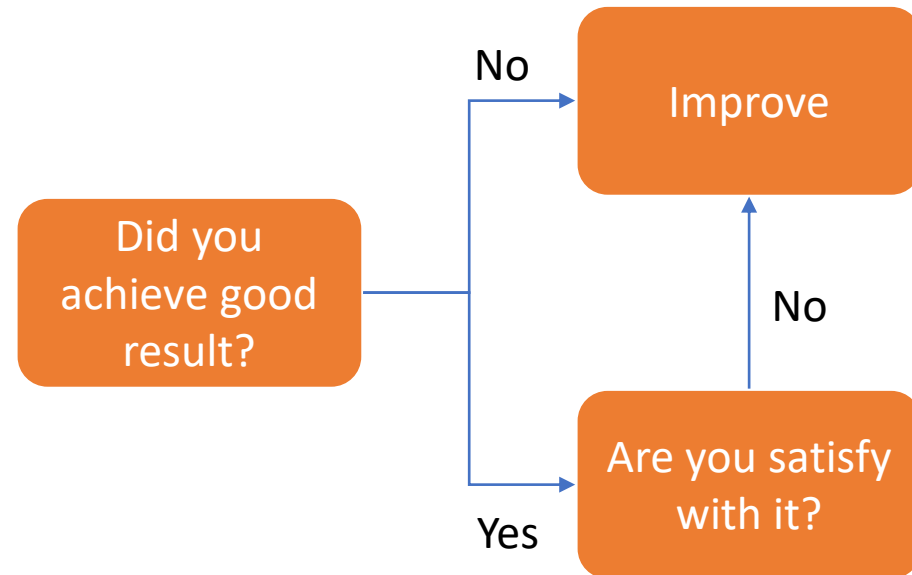 No
Improve
Did you
achieve good
result?
No
Are you satisfy
with it?
Yes